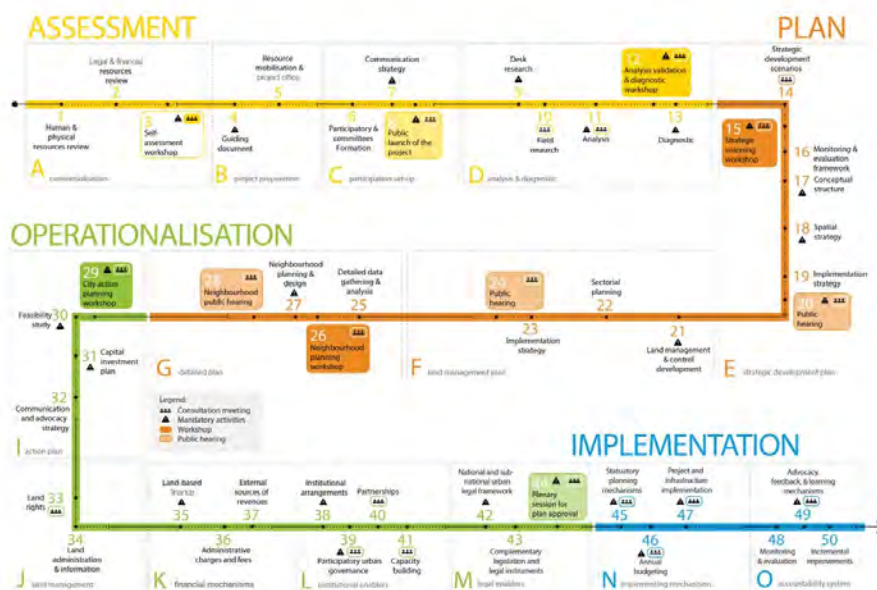 ASSESSMENT
PLAN
Legal & financial
resources
review
Resource
mobilisation &
project office
Communication
strategy
Desk
research
12
Analysis validation
& diagnostic
workshop
Strategic
development
scenarios
2
5
7
9
14
1
Human &
physical
resources review
3
Self-
assessment
workshop
4
Guiding
document
6
Participatory &
committees
Formation
Public
launch of the
project
10
Field
research
11
Analysis
13
Diagnostic
15
Strategic
visioning
workshop
16
Monitoring &
evaluation
framework
17
Conceptual
structure
A
B
project preparation
C
participation set-up
D
analysis & diagnostic
18
Spatial
strategy
OPERATIONALISATION
29
City action
planning
workshop
28
Neighbourhood
public hearing
Neighbourhood
planning &
design
27
Detailed data
gathering &
analysis
25
24
Public
hearing
Sectorial
planning
22
19
Implementation
strategy
20
Public
hearing
Feasibility
study
30
31
Capital
investment
plan
26
Neighbourhood
planning
workshop
23
Implementation
strategy
21
Land management
& control
development
G
detailed plan
F
land management plan
E
strategic development plan
32
Communication
and advocacy
strategy
Legend:
Consultation meeting
Mandatory activities
Workshop
Public hearing
I
action plan
IMPLEMENTATION
Land
rights
33
Land-based
finance
35
External
sources of
revenues
37
Institutional
arrangements
38
Partnerships
40
National and sub-
national urban
legal framework
42
44
Plenary
session for
plan approval
Statuatory
planning
mechanisms
45
Project and
infrastructure
implementation
47
Advocacy,
feedback, & learning
mechanisms
49
34
Land
administration
& information
36
Administrative
charges and fees
39
Participatory urban
governance
41
Capacity
building
43
Complementary
legislation and
legal instruments
46
Annual
budgeting
48
Monitoring
& evaluation
50
Incremental
improvements
J
land management
K
financial mechanisms
L
institutional enablers
M
legal enablers
N
implementing mechanisms
O
accountability system